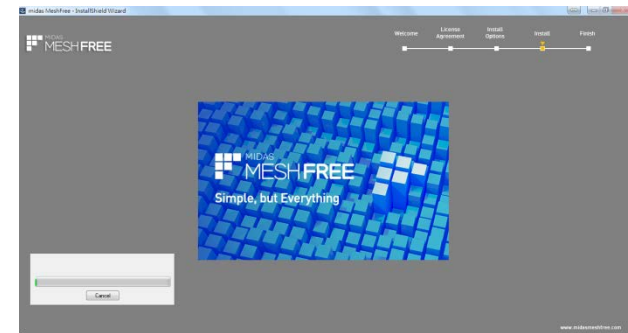 midas MeshFree - InstallShield Wizard
MIDAS
MESHFREE
Welcome
License
Agreement
Install
Options
Install
Finish
MIDAS
MESHFREE
Simple, but Everything
Cancel
www.midasmeshfree.com